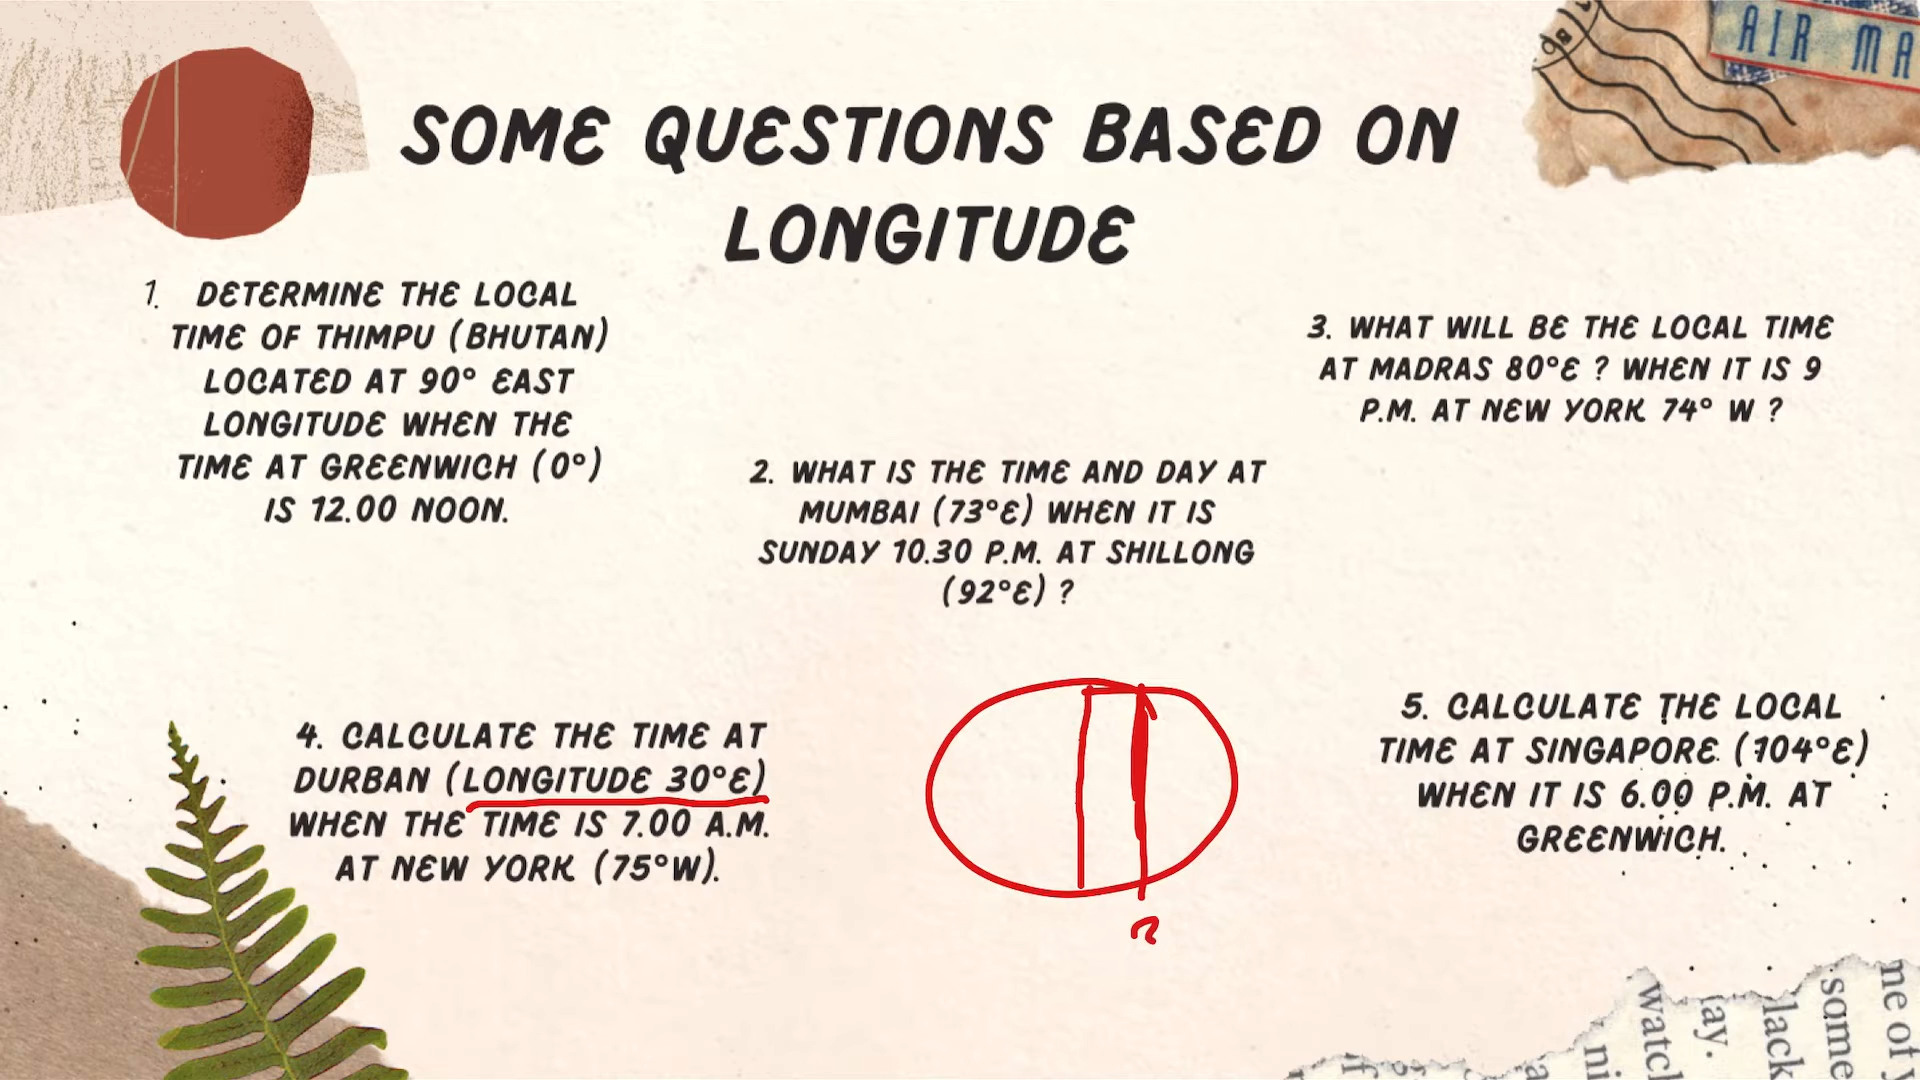 AIR MA
SOME QUESTIONS BASED ON
LONGITUDE
1. DETERMINE THE LOCAL
TIME OF THIMPU (BHUTAN)
LOCATED AT 90° EAST
LONGITUDE WHEN THE
TIME AT GREENWICH (0°)
IS 12.00 NOON.
2. WHAT IS THE TIME AND DAY AT
MUMBAI (73°E) WHEN IT IS
SUNDAY 10.30 P.M. AT SHILLONG
(92°E) ?
3. WHAT WILL BE THE LOCAL TIME
AT MADRAS 80°E ? WHEN IT IS 9
P.M. AT NEW YORK 74° W ?
4. CALCULATE THE TIME AT
DURBAN (LONGITUDE 30°E)
WHEN THE TIME IS 7.00 A.M.
AT NEW YORK (75°W).
5. CALCULATE THE LOCAL
TIME AT SINGAPORE (104°E)
WHEN IT IS 6.00 P.M. AT
GREENWICH.
me of
some
lack
lay.
watcl
ni